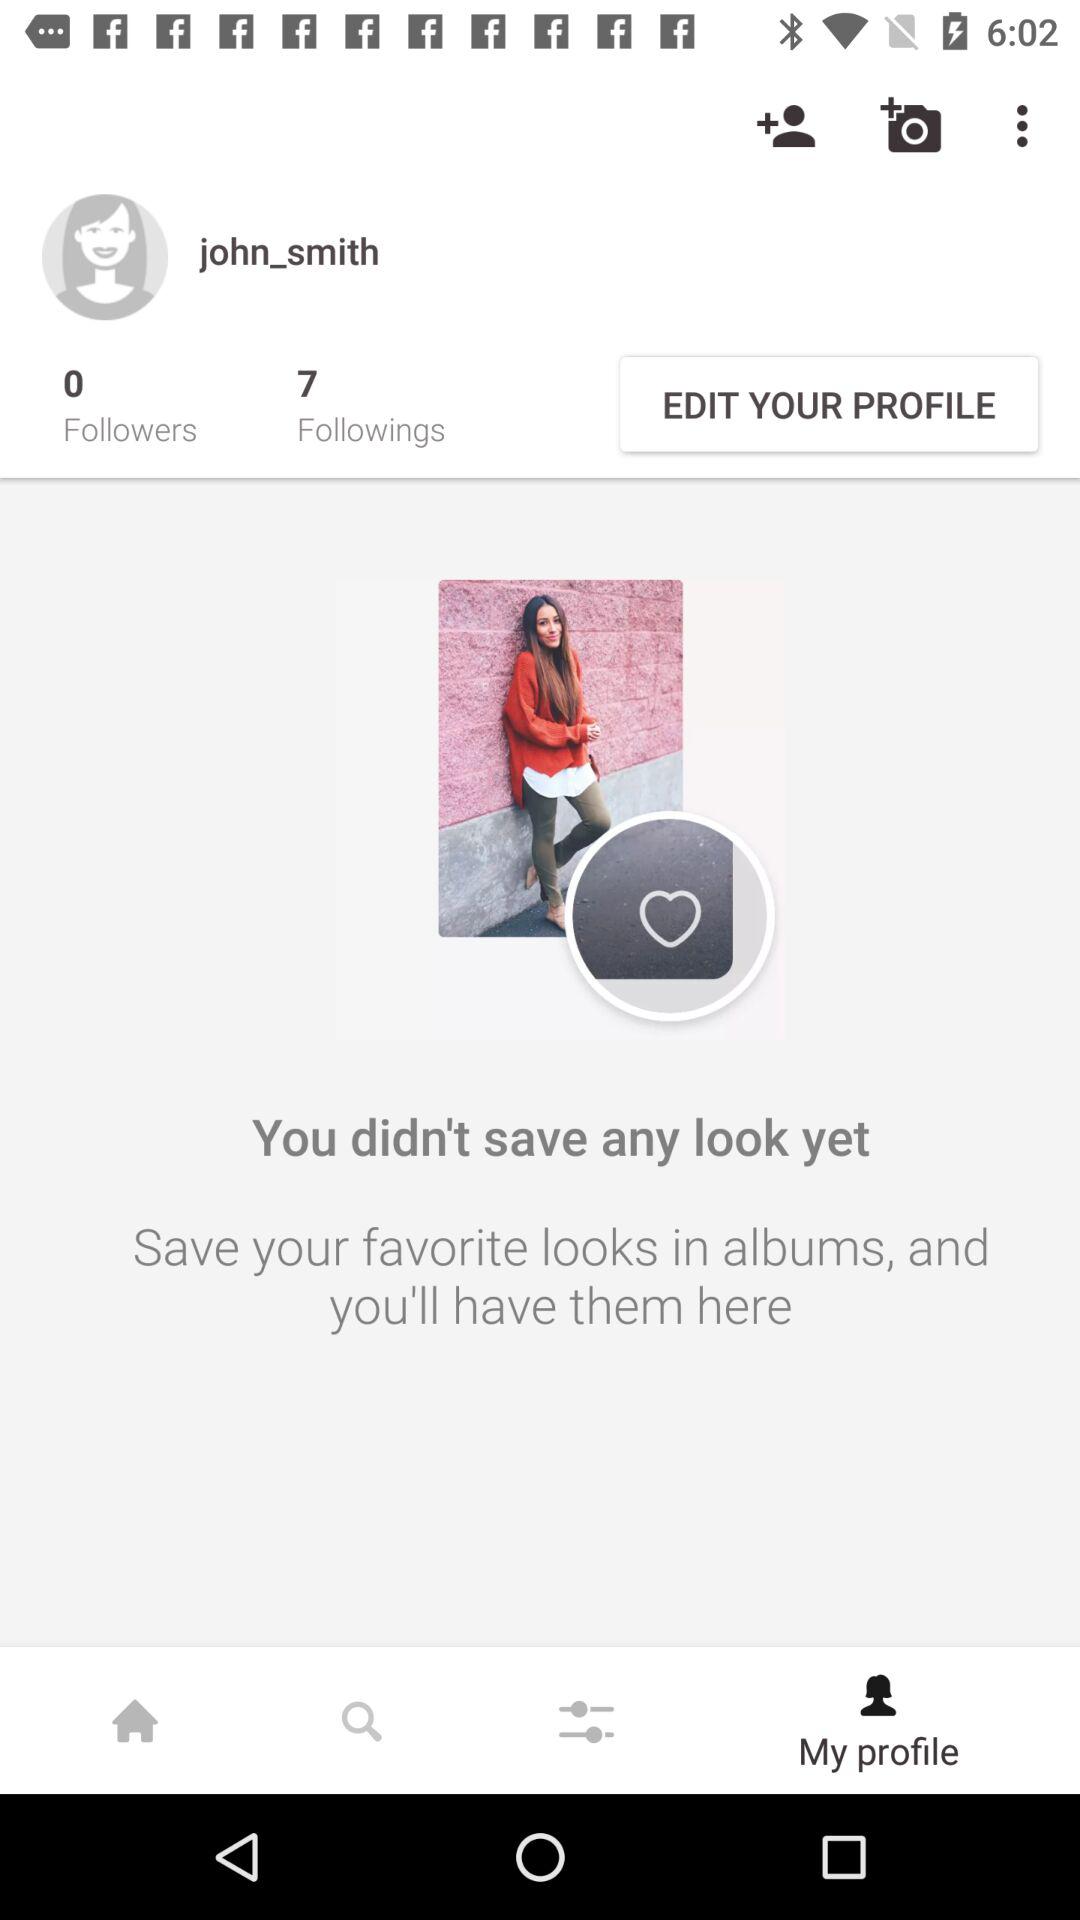 6:02
john_smith
0
Followers
7
Followings
EDIT YOUR PROFILE
You didn't save any look yet
Save your favorite looks in albums, and
you'll have them here
My profile